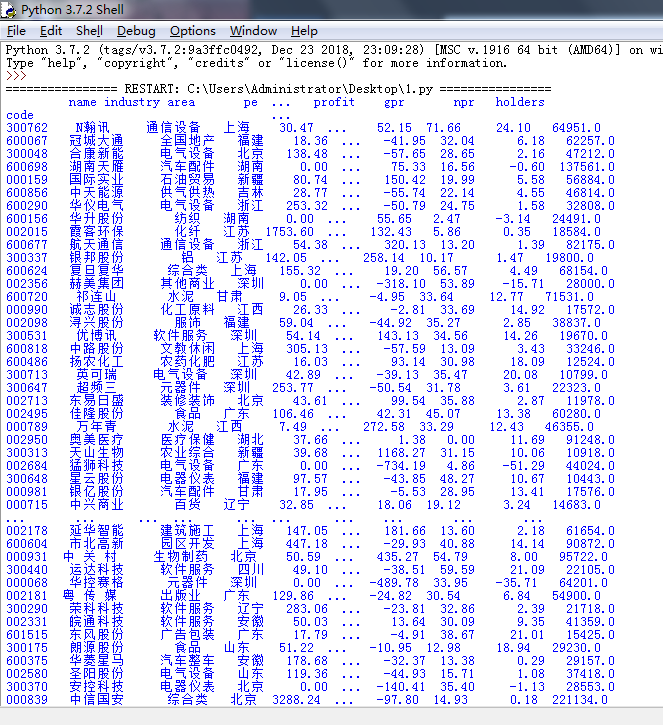 Python 3.7.2 Shell
File Edit Shell Debug Options Window Help
Python 3.7.2 (tags/v3.7.2:9a3ffc0492, Dec 23 2018, 23:09:28) [MSC v.1916 64 bit (AMD64)] on wi
Type "help", "copyright", "credits" or "license()" for more information.
>>>
================ RESTART: C:\Users\Administrator\Desktop\1.py ================
name industry area pe ... profit gpr npr holders
code ...
300762 N瀚讯 通信设备 上海 30.47 ... 52.15 71.66 24.10 64951.0
600067 冠城大通 全国地产 福建 18.36 ... -41.95 32.04 6.18 62257.0
300048 合康新能 电气设备 北京 138.48 ... -57.65 28.65 2.16 47212.0
600698 湖南天雁 汽车配件 湖南 0.00 ... 75.33 16.56 -0.60 137561.0
000159 国际实业 石油贸易 新疆 80.74 ... 150.42 19.99 5.58 56884.0
600856 中天能源 供气供热 吉林 28.77 ... -55.74 22.14 4.55 46814.0
600290 华仪电气 电气设备 浙江 253.32 ... -50.79 24.75 1.58 32808.0
600156 华升股份 纺织 湖南 0.00 ... 55.65 2.47 -3.14 24491.0
002015 霞客环保 化纤 江苏 1753.60 ... 132.43 5.86 0.35 18584.0
600677 航天通信 通信设备 浙江 54.38 ... 320.13 13.20 1.39 82175.0
300337 银邦股份 铝 江苏 142.05 ... 258.14 10.17 1.47 19800.0
600624 复旦复华 综合类 上海 155.32 ... 19.20 56.57 4.49 68154.0
002356 赫美集团 其他商业 深圳 0.00 ... -318.10 53.89 -15.71 28000.0
600720 祁连山 水泥 甘肃 9.05 ... -4.95 33.64 12.77 71531.0
000990 诚志股份 化工原料 江西 26.33 ... -2.81 33.69 14.92 17572.0
002098 浔兴股份 服饰 福建 59.04 ... -44.92 35.27 2.85 38837.0
300531 优博讯 软件服务 深圳 54.14 ... 143.13 34.56 14.26 19670.0
600818 中路股份 文教休闲 上海 305.13 ... -57.59 13.09 3.43 33246.0
600486 扬农化工 农药化肥 江苏 16.03 ... 93.14 30.98 18.09 12524.0
300713 英可瑞 电气设备 深圳 42.89 ... -39.13 35.47 20.08 10799.0
300647 超频三 元器件 深圳 253.77 ... -50.54 31.78 3.61 22323.0
002713 东易日盛 装修装饰 北京 43.61 ... 99.54 35.88 2.87 11978.0
002495 佳隆股份 食品 广东 106.46 ... 42.31 45.07 13.38 60280.0
000789 万年青 水泥 江西 7.49 ... 272.58 33.29 12.43 46355.0
002950 奥美医疗 医疗保健 湖北 37.66 ... 1.38 0.00 11.69 91248.0
300313 天山生物 农业综合 新疆 39.68 ... 1168.27 31.15 10.06 10918.0
002684 猛狮科技 电气设备 广东 0.00 ... -734.19 4.86 -51.29 44024.0
300648 星云股份 电器仪表 福建 97.57 ... -43.85 48.27 10.67 10443.0
000981 银亿股份 汽车配件 甘肃 17.95 ... -5.53 28.95 13.41 17576.0
000715 中兴商业 百货 辽宁 32.85 ... 18.06 19.12 3.24 14683.0
... ... ... ... ... ... ... ... ... ...
002178 延华智能 建筑施工 上海 147.05 ... 181.66 13.60 2.18 61654.0
600604 市北高新 园区开发 上海 447.18 ... -29.93 40.88 14.14 90872.0
000931 中 关 村 生物制药 北京 50.59 ... 435.27 54.79 8.00 95722.0
300440 运达科技 软件服务 四川 49.10 ... -38.51 59.59 21.09 22105.0
000068 华控赛格 元器件 深圳 0.00 ... -489.78 33.95 -35.71 64201.0
002181 粤 传 媒 出版业 广东 129.86 ... -24.82 30.54 6.84 54900.0
300290 荣科科技 软件服务 辽宁 283.06 ... -23.81 32.86 2.39 21718.0
002331 皖通科技 软件服务 安徽 50.03 ... 13.64 30.09 9.35 41359.0
601515 东风股份 广告包装 广东 17.79 ... -4.91 38.67 21.01 15425.0
300175 朗源股份 食品 山东 51.22 ... -10.95 12.98 18.94 29230.0
600375 华菱星马 汽车整车 安徽 178.68 ... -32.37 13.38 0.29 29157.0
002580 圣阳股份 电气设备 山东 119.36 ... -44.93 15.71 1.08 37418.0
300370 安控科技 电器仪表 北京 0.00 ... -140.41 35.40 -1.13 28553.0
000839 中信国安 综合类 北京 3288.24 ... -97.80 14.93 0.18 221134.0